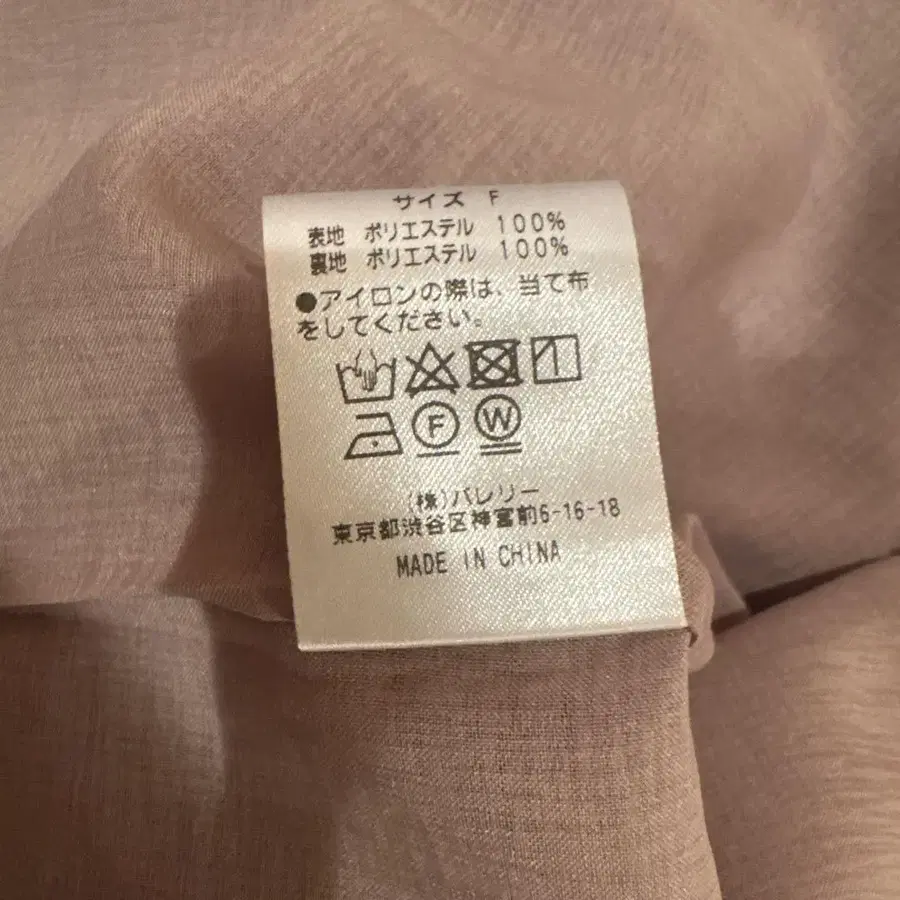 サイズ F
表地 ポリエステル 100%
裏地 ポリエステル 100%
●アイロンの際は、当て布
をしてください。
F W
(株)バレリー
東京都渋谷区神宮前6-16-18
MADE IN CHINA